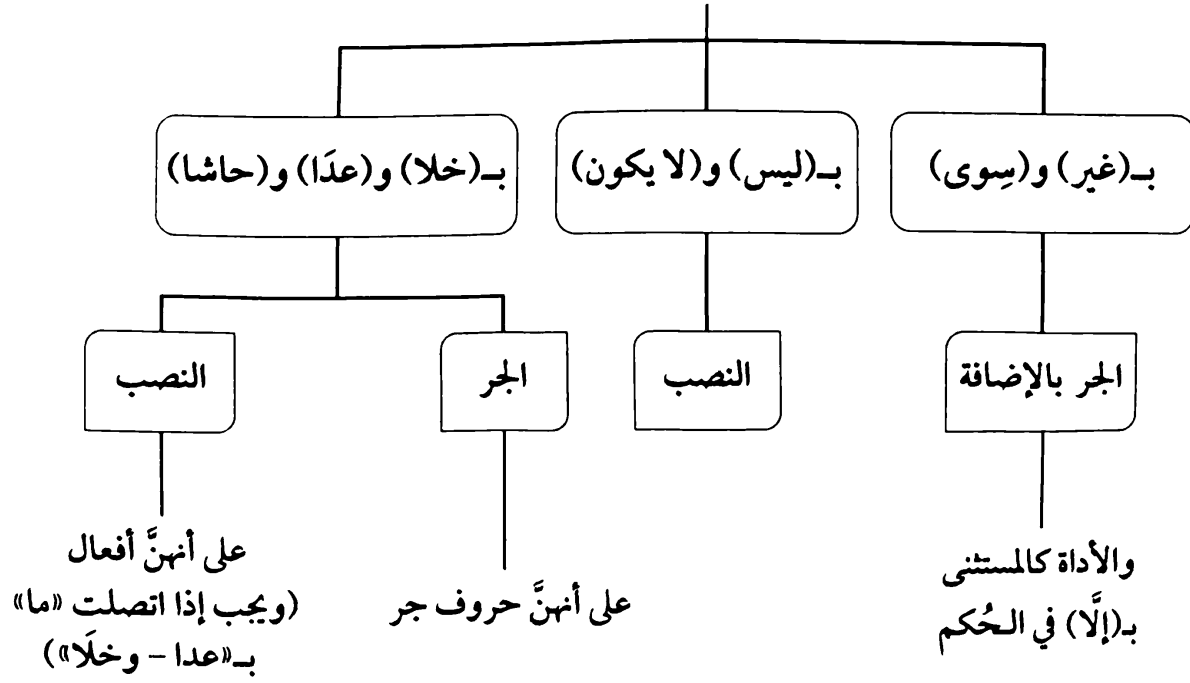 بـ(غير) و(سِوى)
بـ(ليس) و(لا يكون)
بـ(خلا) و(عدَا) و(حاشا)
الجر بالإضافة
النصب
الجر
النصب
والأداة كالمستثنى
بـ(إلَّا) في الحُكم
على أنهنَّ حروف جر
على أنهنَّ أفعال
(ويجب إذا اتصلت «ما»
بـ«عدا – وخلَا»)